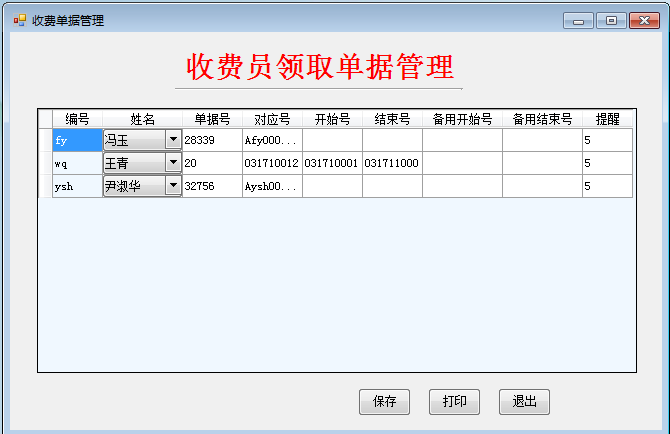 收费单据管理
收费员领取单据管理
编号 姓名 单据号 对应号 开始号 结束号 备用开始号 备用结束号 提醒
fy 冯玉 28339 Afy000... 5
wq 王青 20 031710012 031710001 031711000 5
ysh 尹淑华 32756 Aysh00... 5
保存 打印 退出